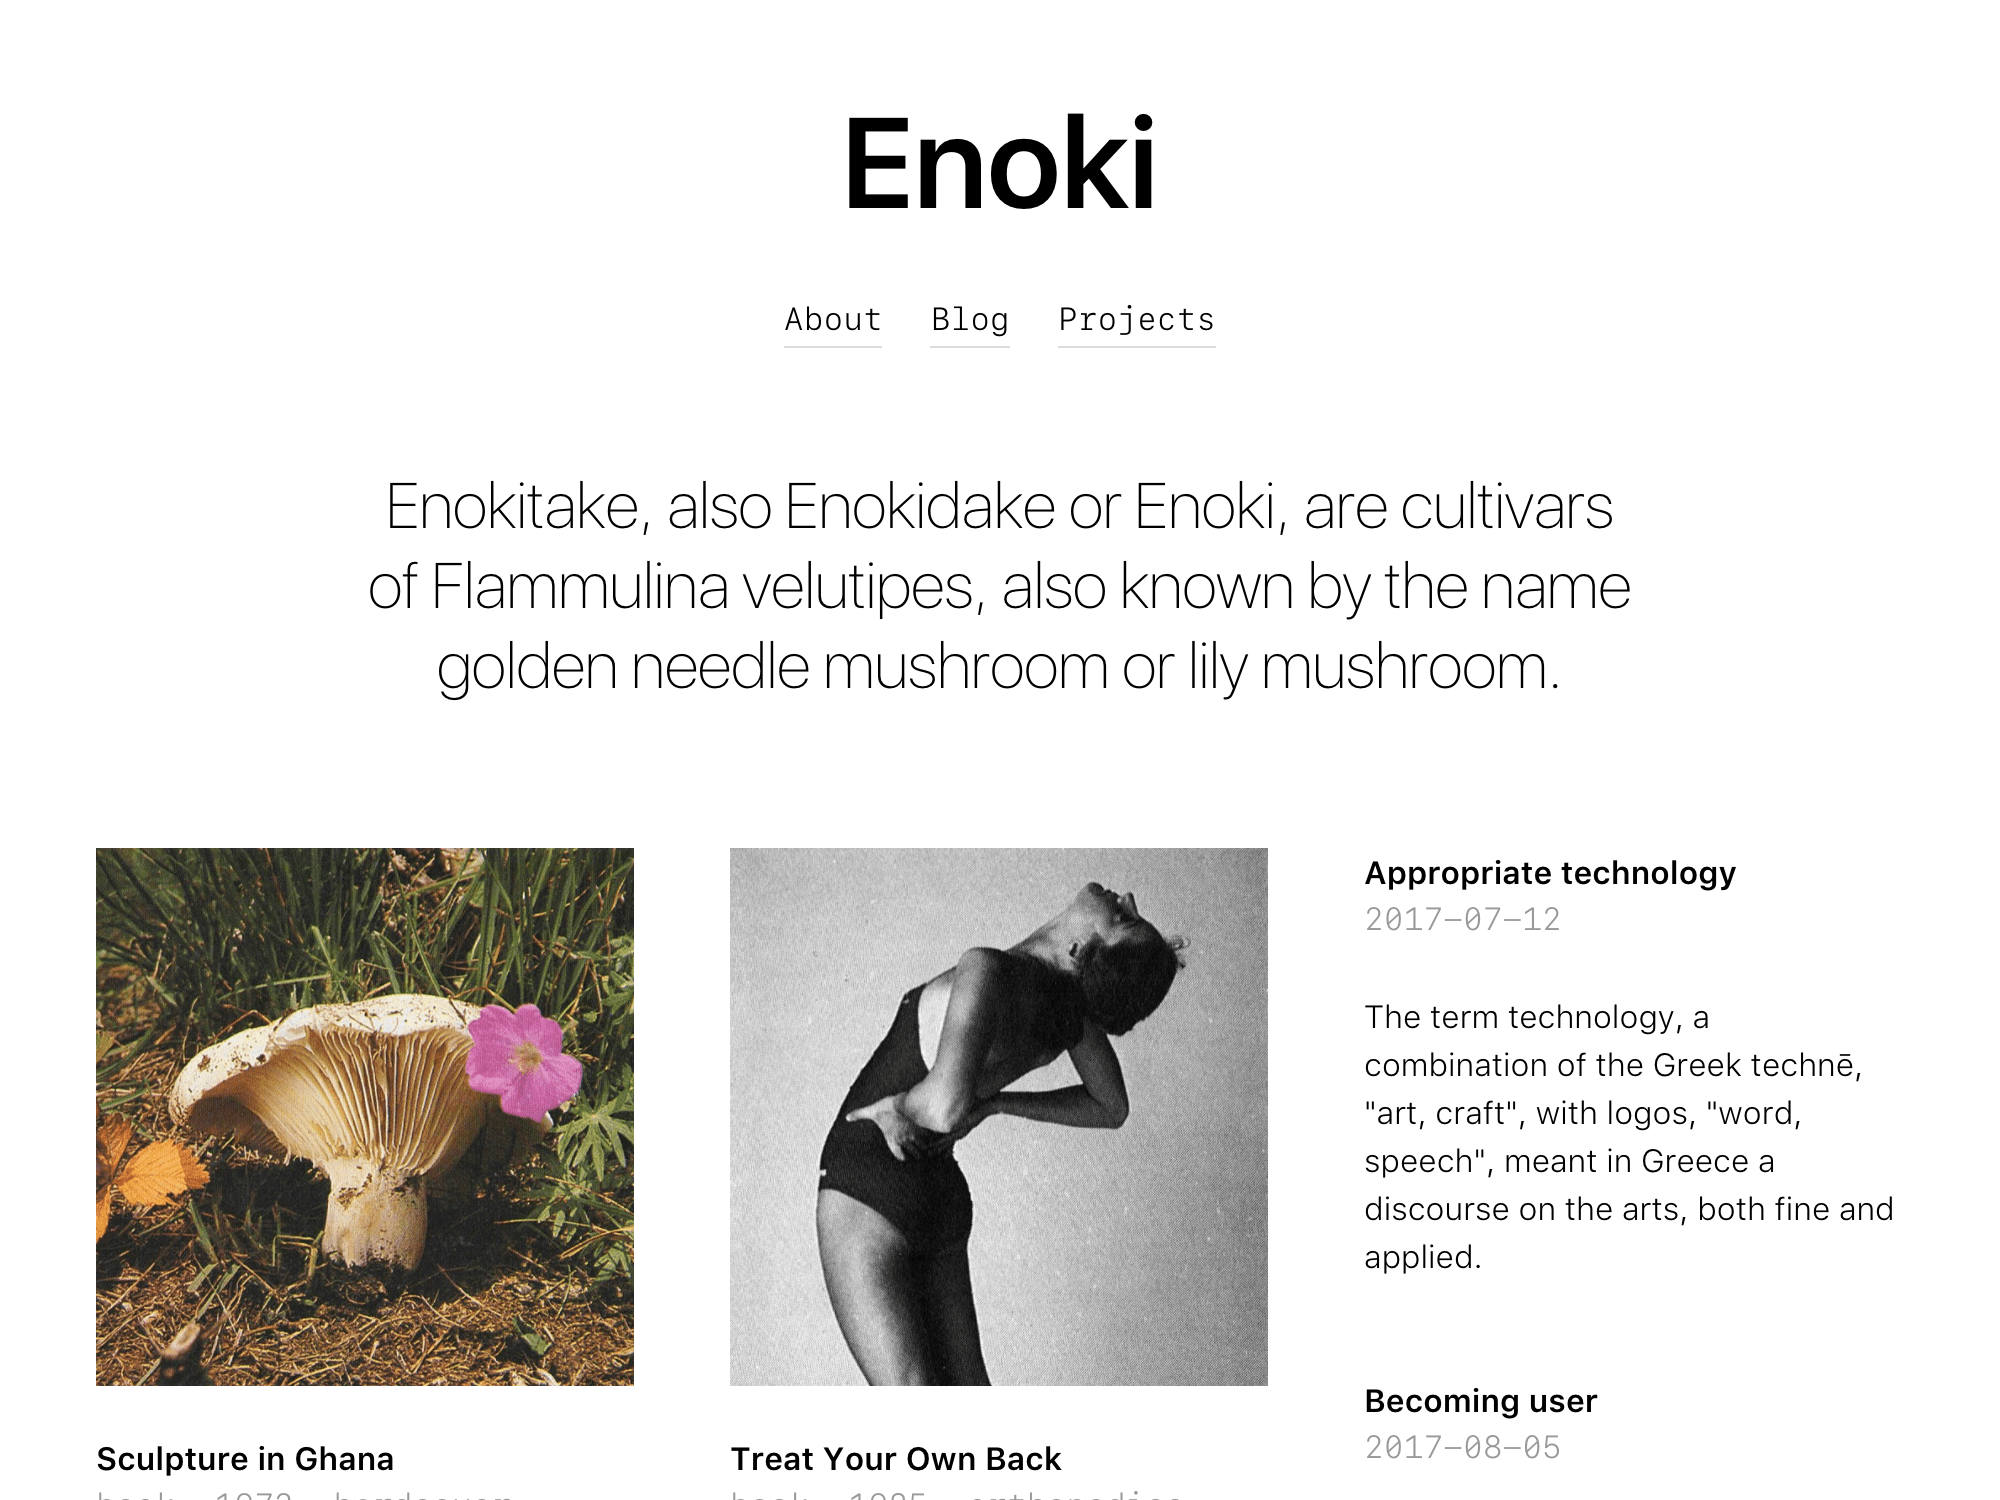 Enoki
About Blog Projects
Enokitake, also Enokidake or Enoki, are cultivars
of Flammulina velutipes, also known by the name
golden needle mushroom or lily mushroom.
Appropriate technology
2017–07–12
The term technology, a
combination of the Greek technē,
"art, craft", with logos, "word,
speech", meant in Greece a
discourse on the arts, both fine and
applied.
Becoming user
2017–08–05
Sculpture in Ghana
Treat Your Own Back